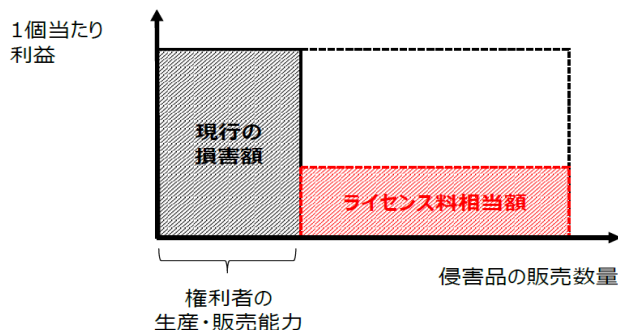 1個当たり
利益
現行の
損害額
ライセンス料相当額
侵害品の販売数量
権利者の
生産・販売能力